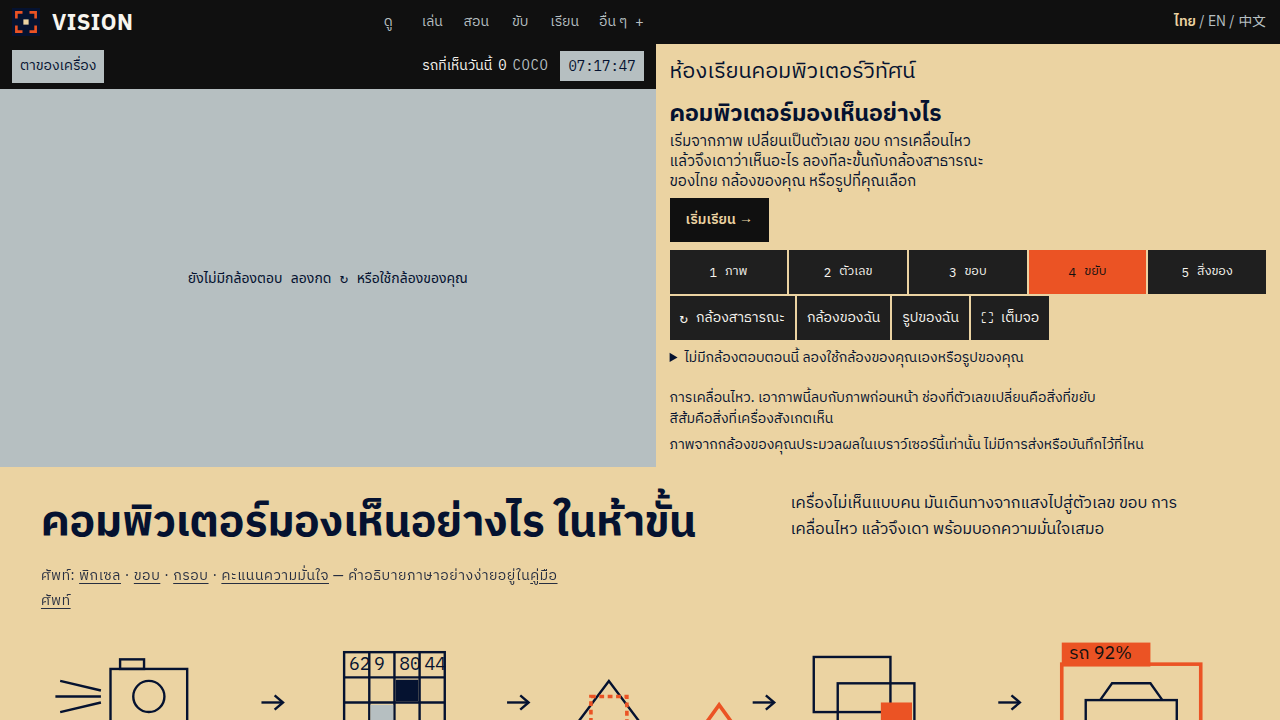 VISION
ดู เล่น สอน ขับ เรียน อื่น ๆ +
ไทย / EN / 中文
ตาของเครื่อง
รถที่เห็นวันนี้ 0 COCO 07:17:47
ยังไม่มีกล้องตอบ ลองกด ↻ หรือใช้กล้องของคุณ
ห้องเรียนคอมพิวเตอร์วิทัศน์
คอมพิวเตอร์มองเห็นอย่างไร
เริ่มจากภาพ เปลี่ยนเป็นตัวเลข ขอบ การเคลื่อนไหว
แล้วจึงเดาว่าเห็นอะไร ลองทีละขั้นกับกล้องสาธารณะ
ของไทย กล้องของคุณ หรือรูปที่คุณเลือก
เริ่มเรียน →
1 ภาพ 2 ตัวเลข 3 ขอบ 4 ขยับ 5 สิ่งของ
↻ กล้องสาธารณะ กล้องของฉัน รูปของฉัน ⛶ เต็มจอ
▶ ไม่มีกล้องตอบตอนนี้ ลองใช้กล้องของคุณเองหรือรูปของคุณ
การเคลื่อนไหว. เอาภาพนี้ลบกับภาพก่อนหน้า ช่องที่ตัวเลขเปลี่ยนคือสิ่งที่ขยับ
สีส้มคือสิ่งที่เครื่องสังเกตเห็น
ภาพจากกล้องของคุณประมวลผลในเบราว์เซอร์นี้เท่านั้น ไม่มีการส่งหรือบันทึกไว้ที่ไหน
คอมพิวเตอร์มองเห็นอย่างไร ในห้าขั้น
เครื่องไม่เห็นแบบคน มันเดินทางจากแสงไปสู่ตัวเลข ขอบ การ
เคลื่อนไหว แล้วจึงเดา พร้อมบอกความมั่นใจเสมอ
ศัพท์: พิกเซล · ขอบ · กรอบ · คะแนนความมั่นใจ — คำอธิบายภาษาอย่างง่ายอยู่ในคู่มือ
ศัพท์
62 9 80 44
รถ 92%